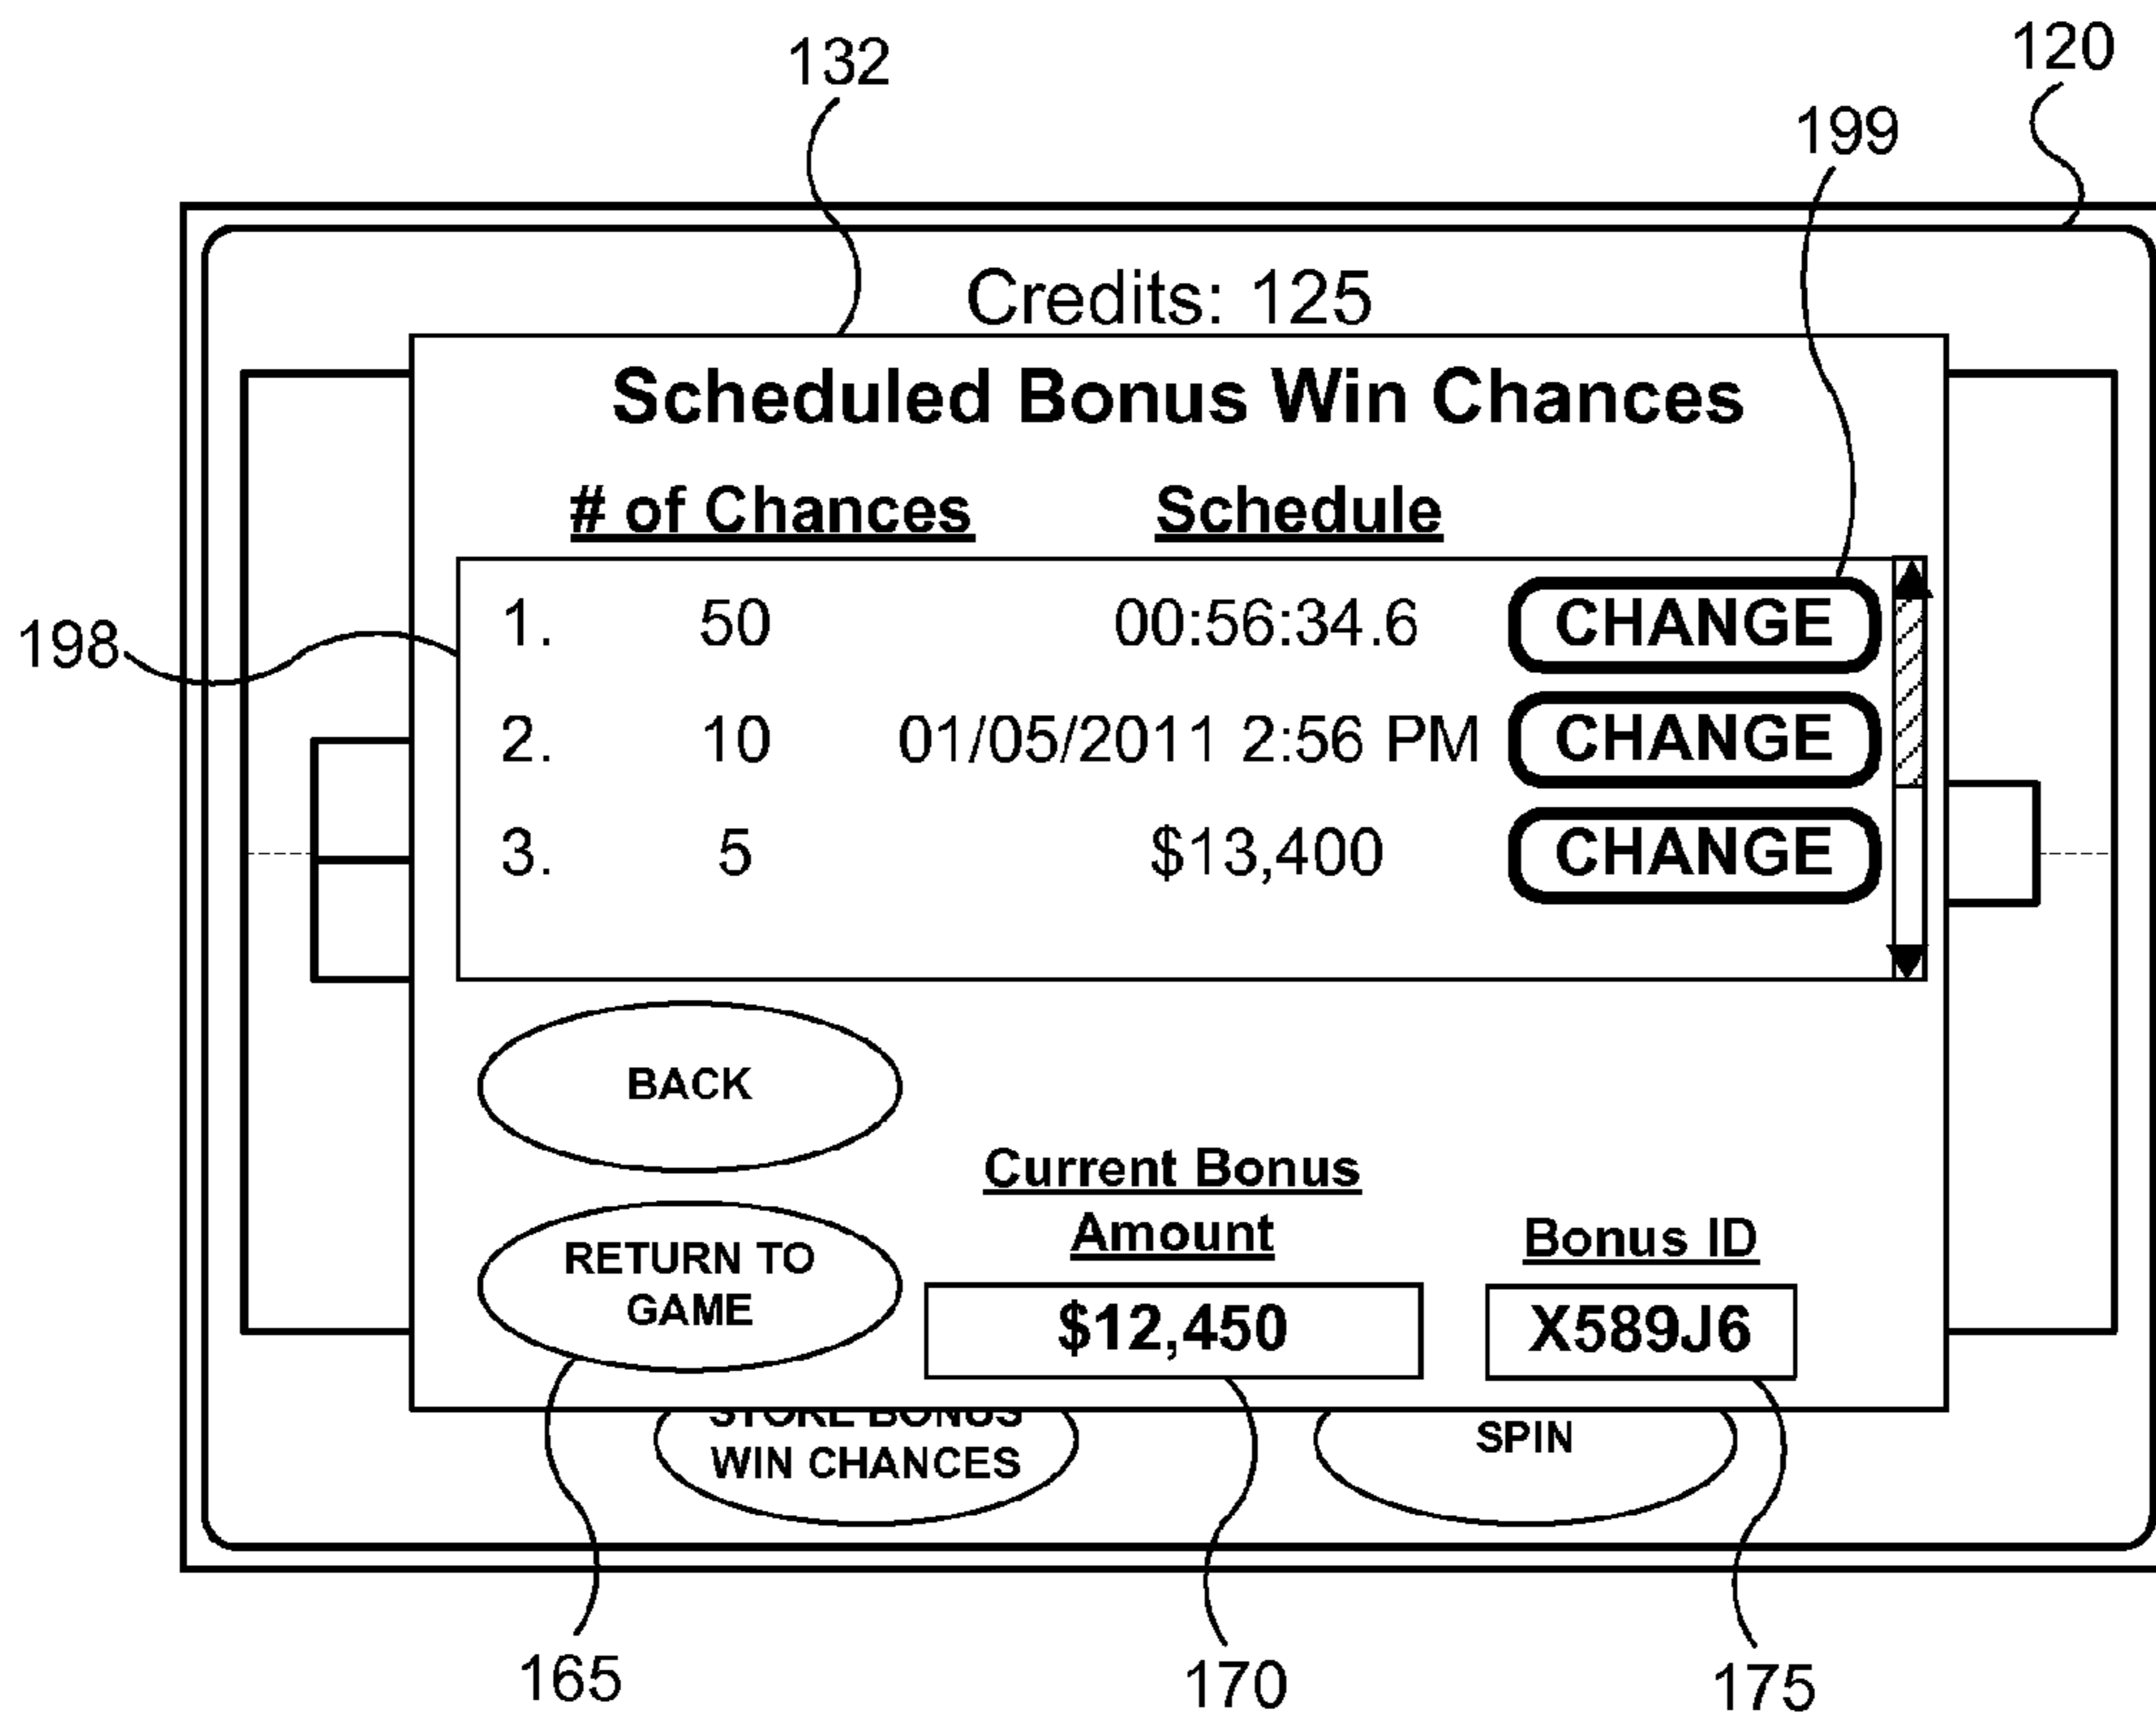 132
120
199
Credits: 125
Scheduled Bonus Win Chances
# of Chances Schedule
198
1. 50 00:56:34.6 CHANGE
2. 10 01/05/2011 2:56 PM CHANGE
3. 5 $13,400 CHANGE
BACK
Current Bonus
Amount
Bonus ID
RETURN TO
GAME
$12,450
X589J6
STORE BONUS
WIN CHANCES
SPIN
165
170
175